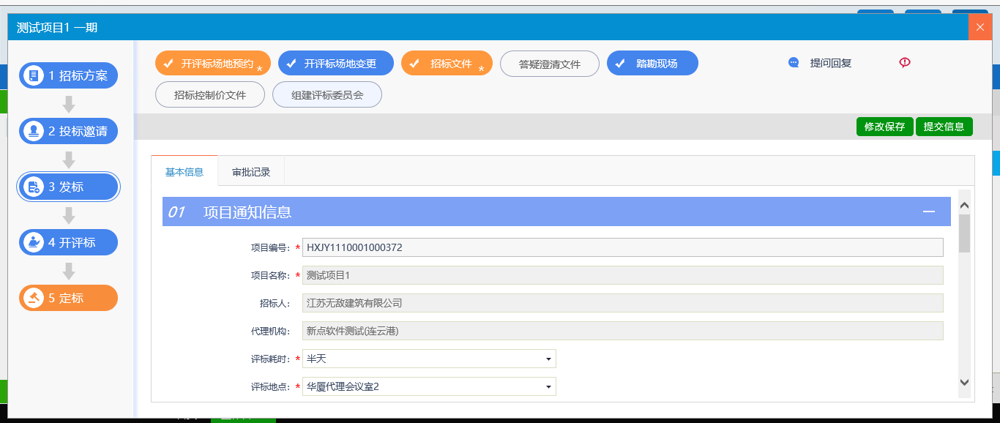 测试项目1 一期
1 招标方案
2 投标邀请
3 发标
4 开评标
5 定标
开评标场地预约 *
开评标场地变更
招标文件 *
答疑澄清文件
踏勘现场
提问回复
招标控制价文件
组建评标委员会
修改保存
提交信息
基本信息
审批记录
01 项目通知信息
项目编号: * HXJY1110001000372
项目名称: * 测试项目1
招标人: 江苏无敌建筑有限公司
代理机构: 新点软件测试(连云港)
评标耗时: * 半天
评标地点: * 华厦代理会议室2